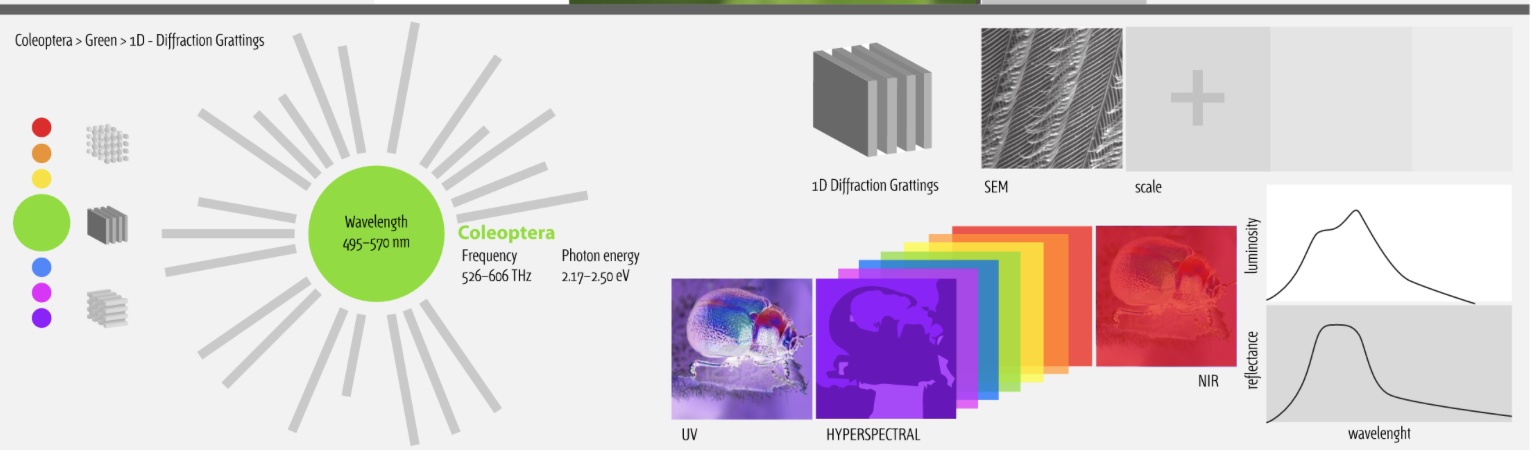 Coleoptera > Green > 1D - Diffraction Grattings
Wavelength
495–570 nm
Coleoptera
Frequency
526–606 THz
Photon energy
2.17–2.50 eV
1D Diffraction Grattings
SEM
scale
UV
HYPERSPECTRAL
NIR
luminosity
reflectance
wavelenght